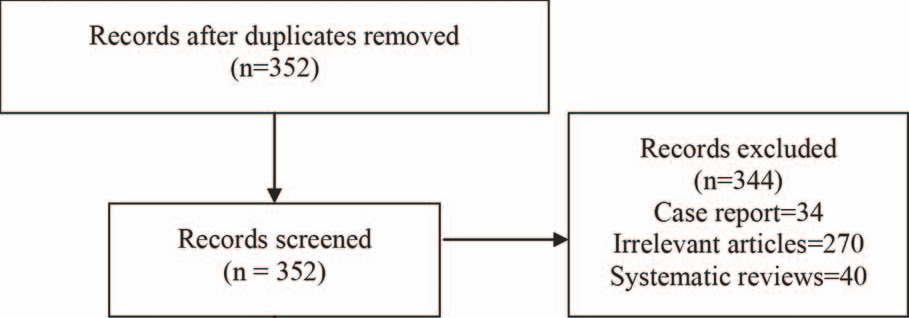 Records after duplicates removed
(n=352)
Records screened
(n = 352)
Records excluded
(n=344)
Case report=34
Irrelevant articles=270
Systematic reviews=40